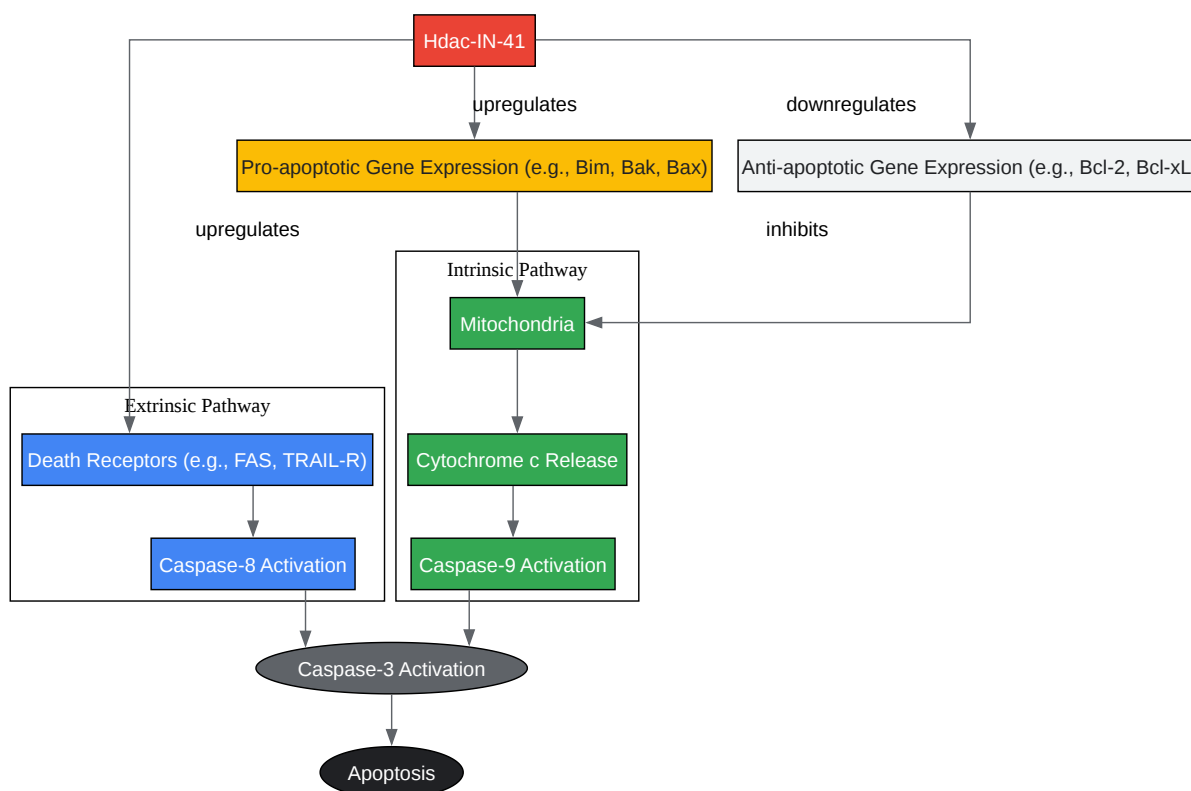 Hdac-IN-41
upregulates
downregulates
Pro-apoptotic Gene Expression (e.g., Bim, Bak, Bax)
Anti-apoptotic Gene Expression (e.g., Bcl-2, Bcl-xL
upregulates
inhibits
Intrinsic Pathway
Mitochondria
Extrinsic Pathway
Death Receptors (e.g., FAS, TRAIL-R)
Cytochrome c Release
Caspase-8 Activation
Caspase-9 Activation
Caspase-3 Activation
Apoptosis